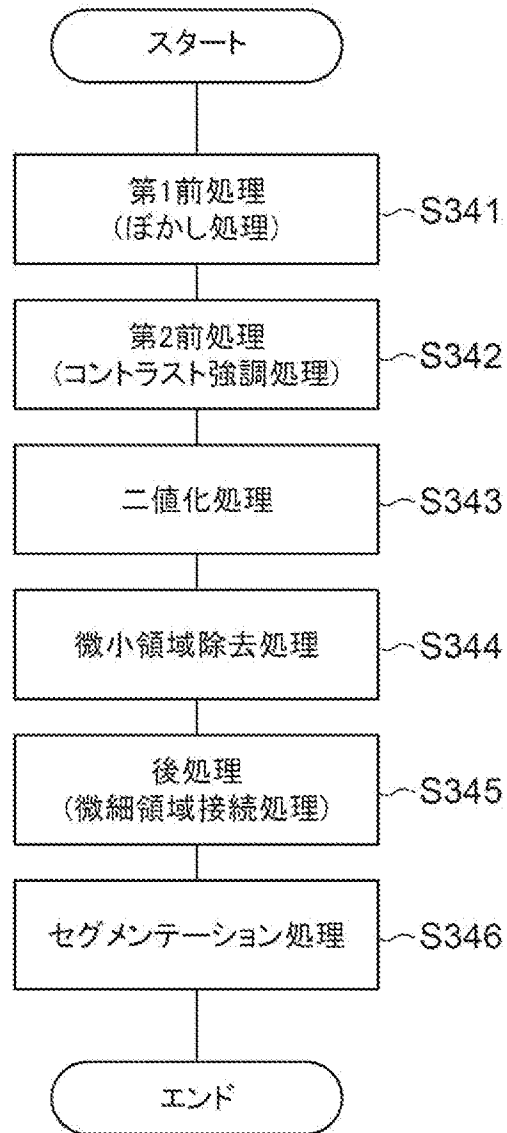 スタート
第1前処理
(ぼかし処理)
S341
第2前処理
(コントラスト強調処理)
S342
二値化処理
S343
微小領域除去処理
S344
後処理
(微細領域接続処理)
S345
セグメンテーション処理
S346
エンド